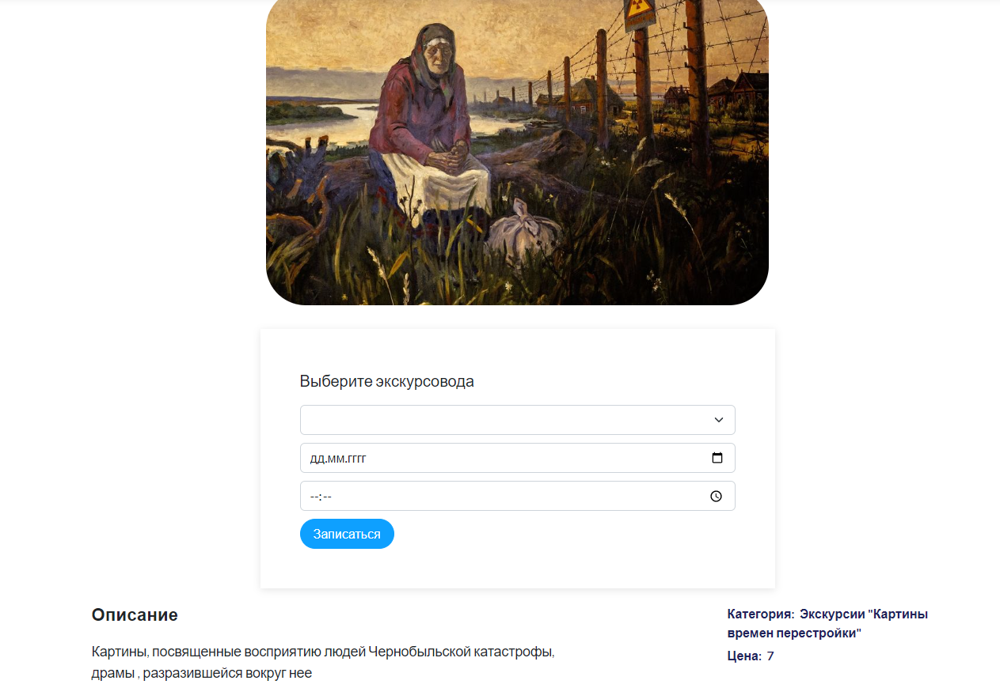 Выберите экскурсовода
дд.мм.гггг
--:--
Записаться
Описание
Картины, посвященные восприятию людей Чернобыльской катастрофы,
драмы , разразившейся вокруг нее
Категория: Экскурсии "Картины
времен перестройки"
Цена: 7